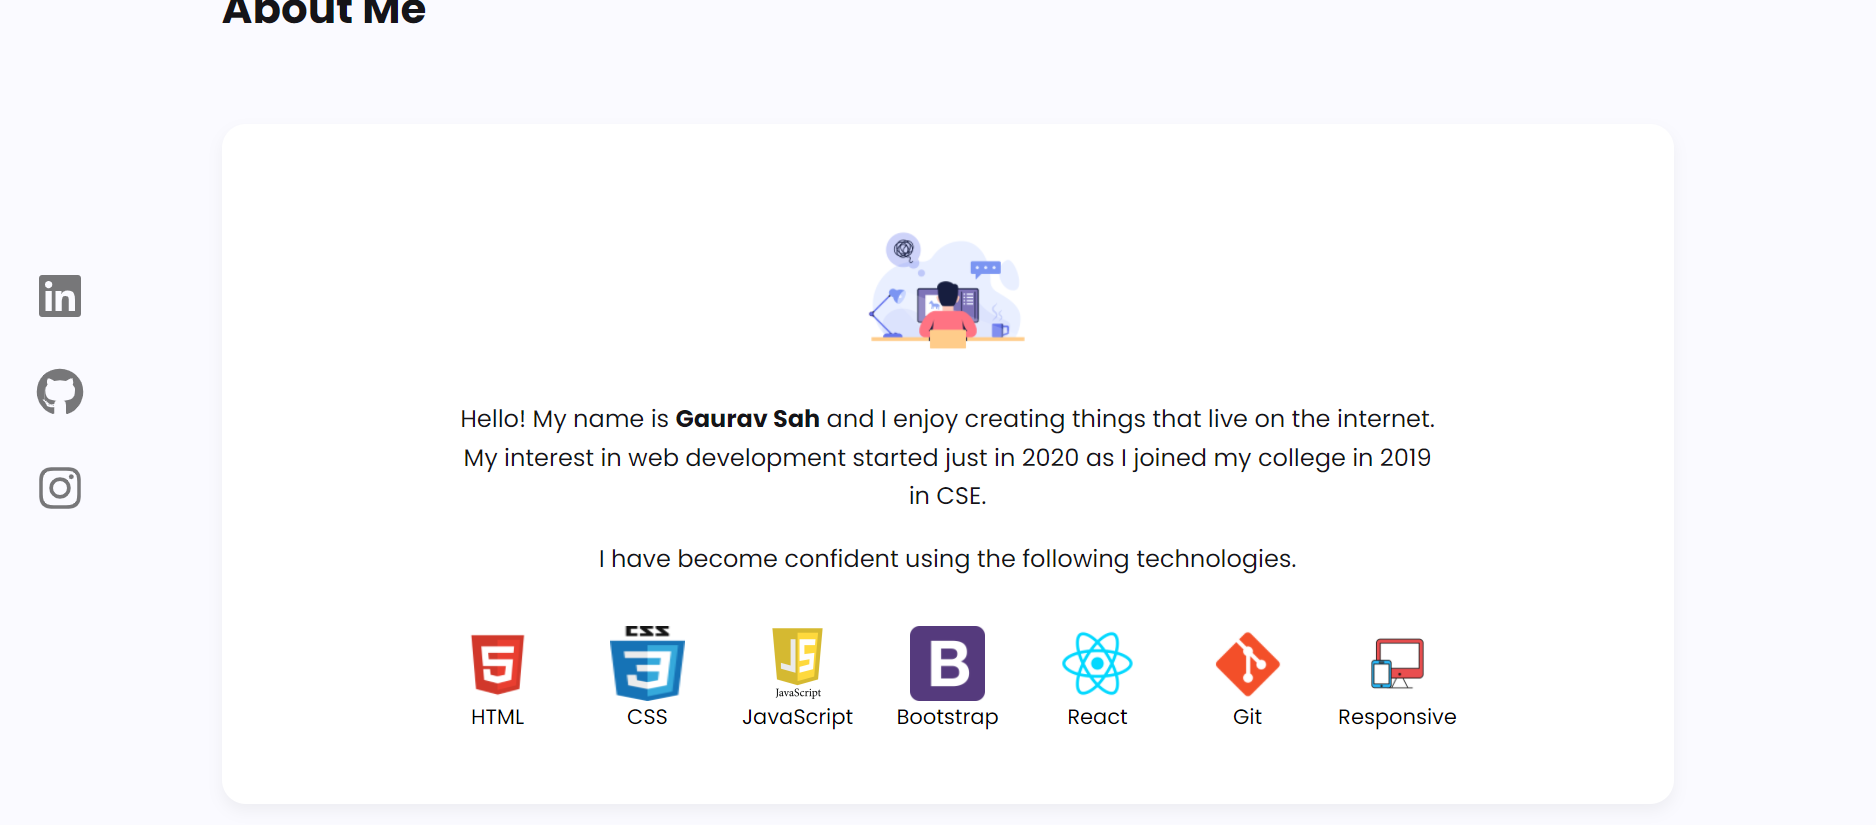 About Me
Hello! My name is Gaurav Sah and I enjoy creating things that live on the internet.
My interest in web development started just in 2020 as I joined my college in 2019
in CSE.
I have become confident using the following technologies.
in
5
CSS
3
JS
JavaScript
B
HTML
CSS
JavaScript
Bootstrap
React
Git
Responsive